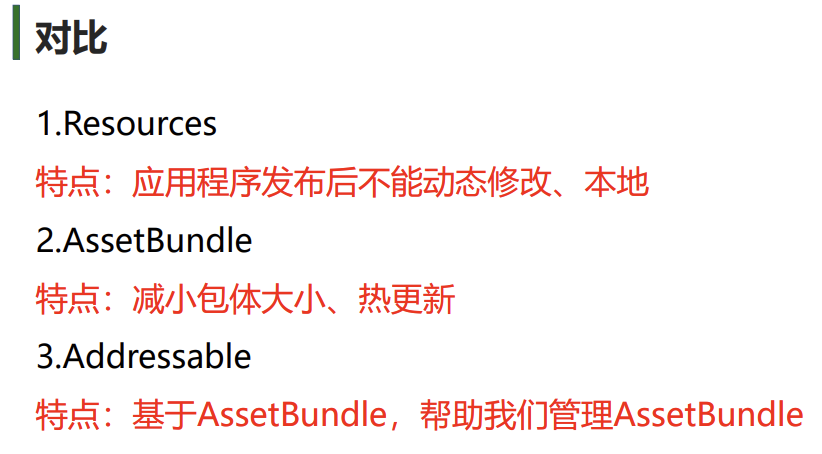 对比
1.Resources
特点：应用程序发布后不能动态修改、本地
2.AssetBundle
特点：减小包体大小、热更新
3.Addressable
特点：基于AssetBundle，帮助我们管理AssetBundle